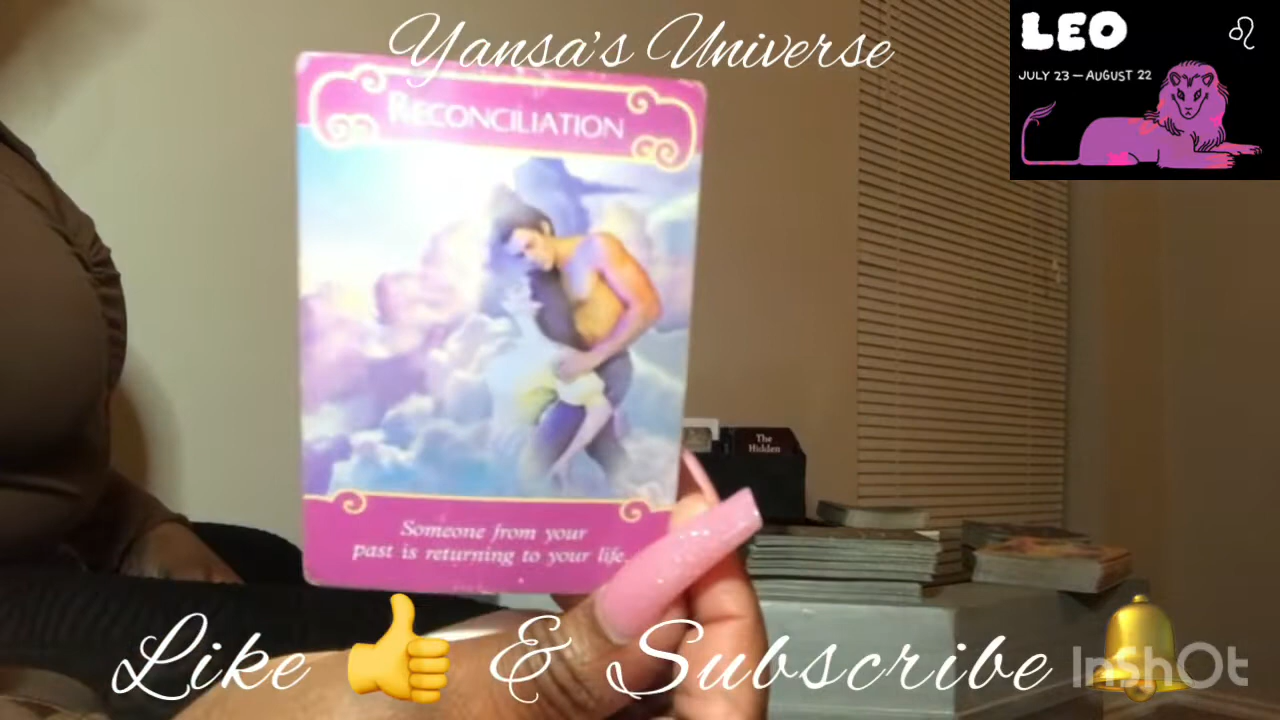 Yansa's Universe
LEO
JULY 23 – AUGUST 22
RECONCILIATION
The
Hidden
Someone from your
past is returning to your life.
Like & Subscribe
InShOt